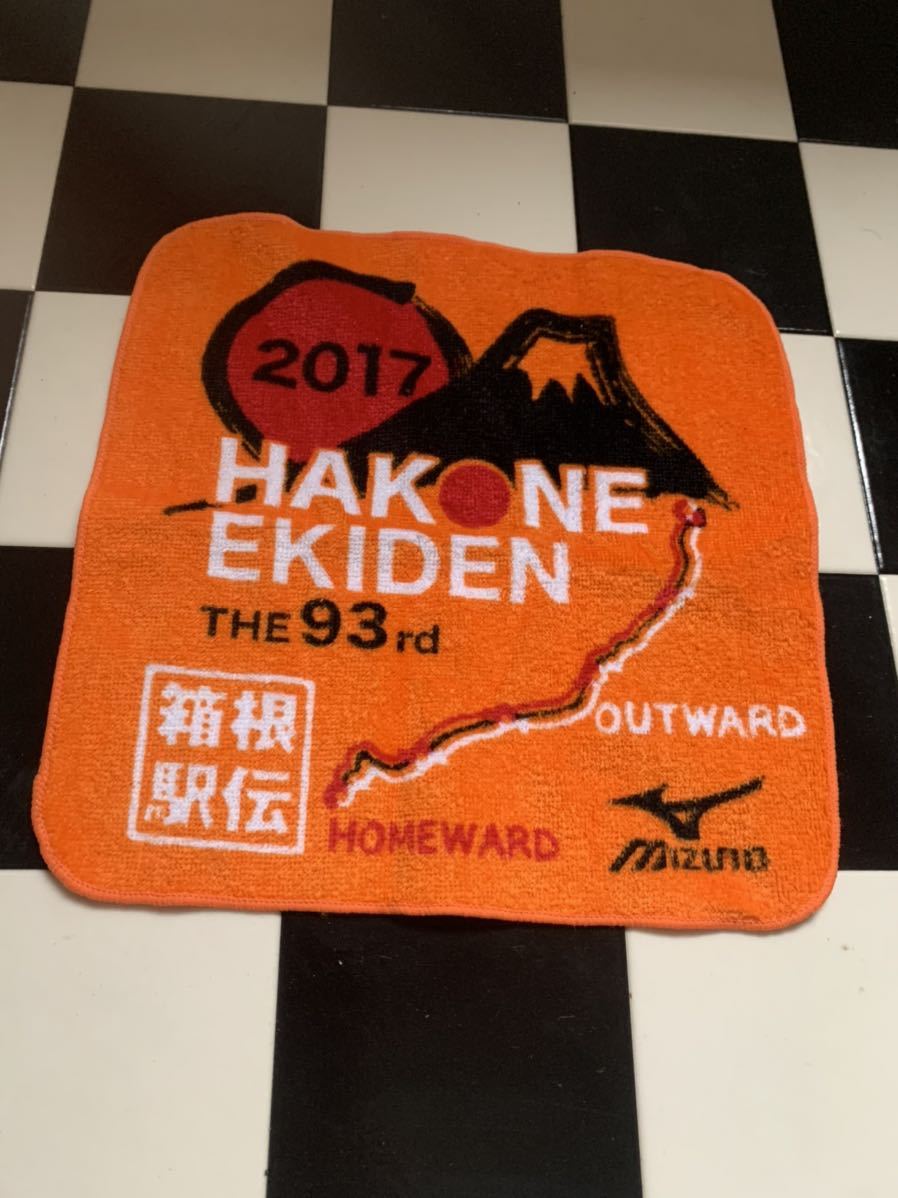 2017
HAKONE
EKIDEN
THE 93rd
箱根
駅伝
OUTWARD
HOMEWARD
MIZUNO